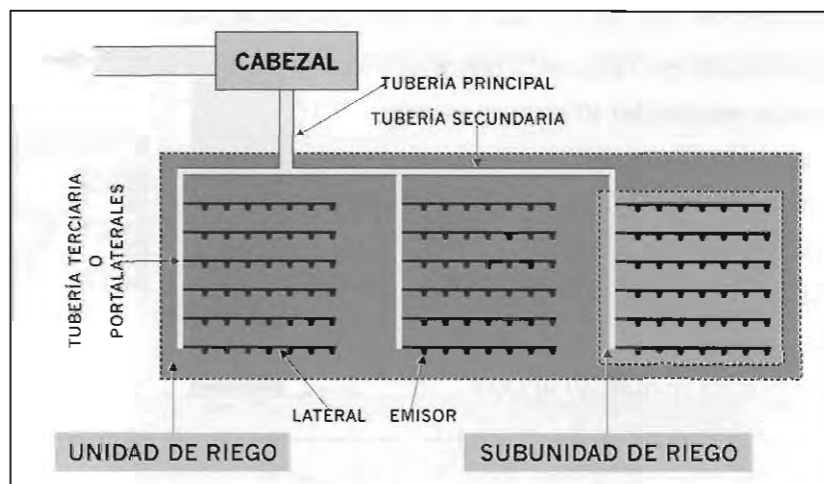 CABEZAL
TUBERÍA PRINCIPAL
TUBERÍA SECUNDARIA
TUBERÍA TERCIARIA
O
PORTALATERALES
LATERAL
EMISOR
UNIDAD DE RIEGO
SUBUNIDAD DE RIEGO